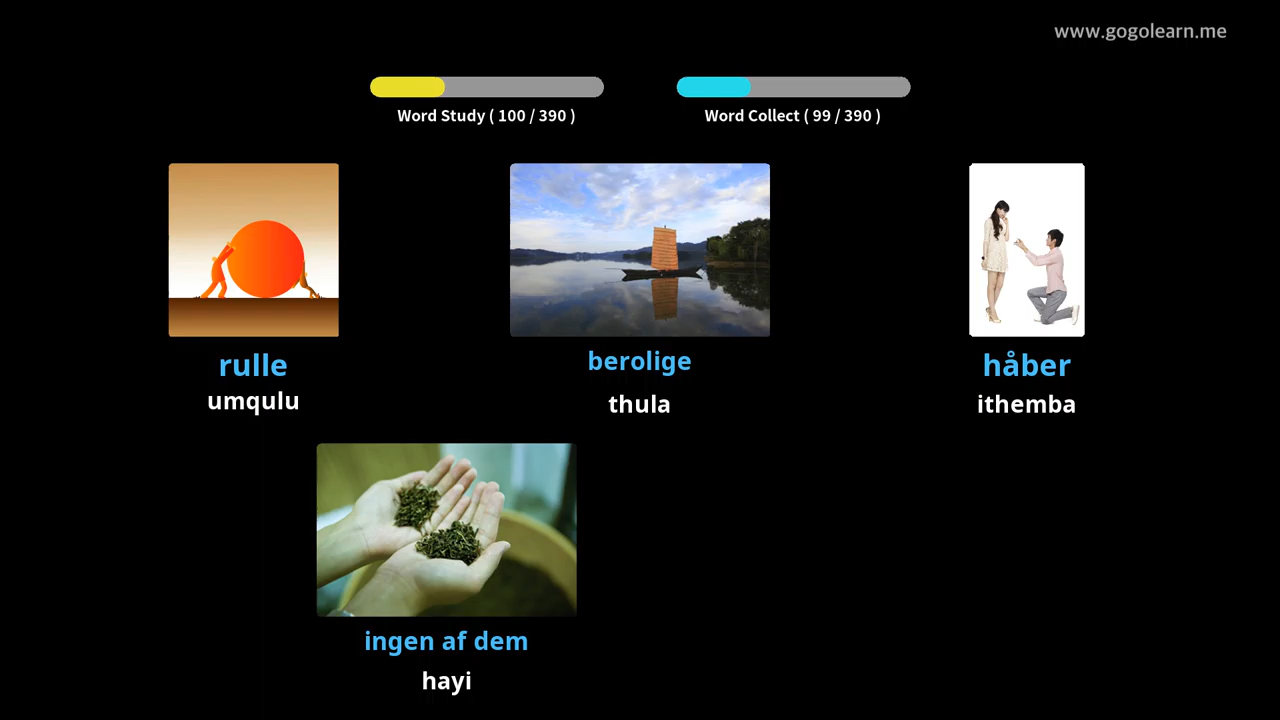 www.gogolearn.me
Word Study ( 100 / 390 )
Word Collect ( 99 / 390 )
rulle
umqulu
berolige
thula
håber
ithemba
ingen af dem
hayi